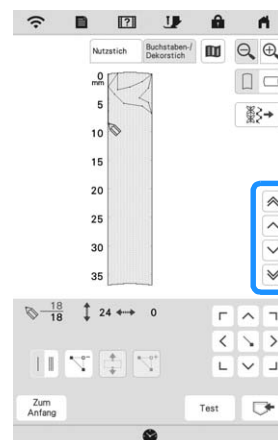 Nutzstich
Buchstaben-/
Dekorstich
0
mm
5
10
15
20
25
30
35
18
18
24
0
Zum
Anfang
Test